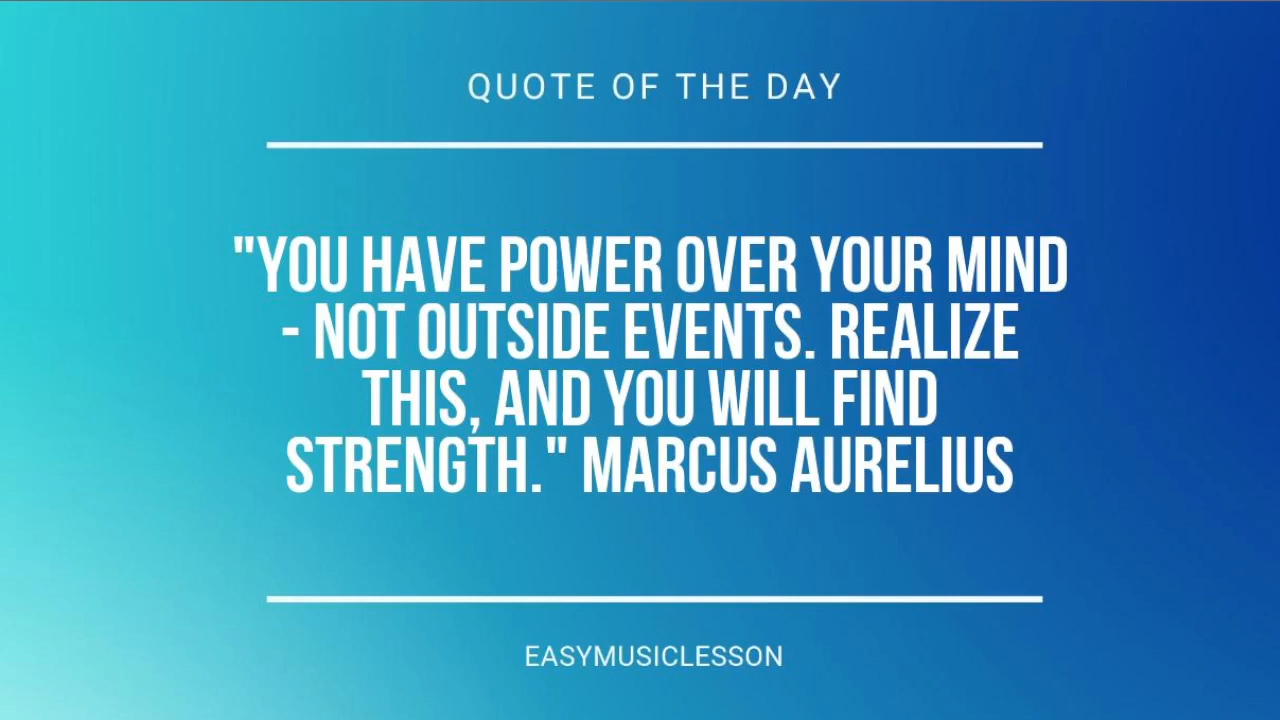 QUOTE OF THE DAY
"YOU HAVE POWER OVER YOUR MIND
- NOT OUTSIDE EVENTS. REALIZE
THIS, AND YOU WILL FIND
STRENGTH." MARCUS AURELIUS
EASYMUSICLESSON